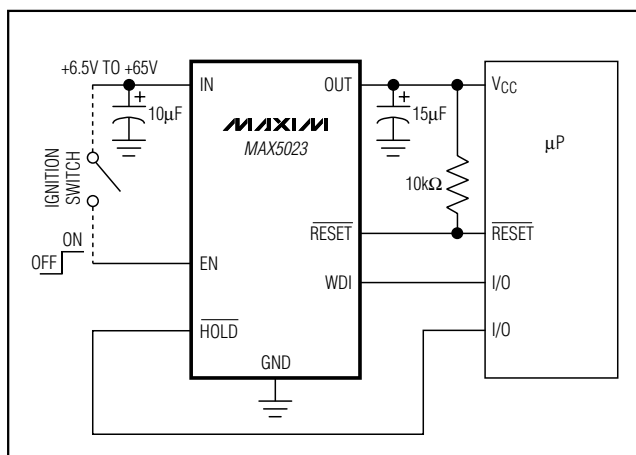 +6.5V TO +65V
IN
OUT
VCC
+
10µF
+
15µF
MAXIM
MAX5023
µP
IGNITION
SWITCH
10kΩ
RESET
RESET
ON
OFF
EN
WDI
I/O
HOLD
I/O
GND